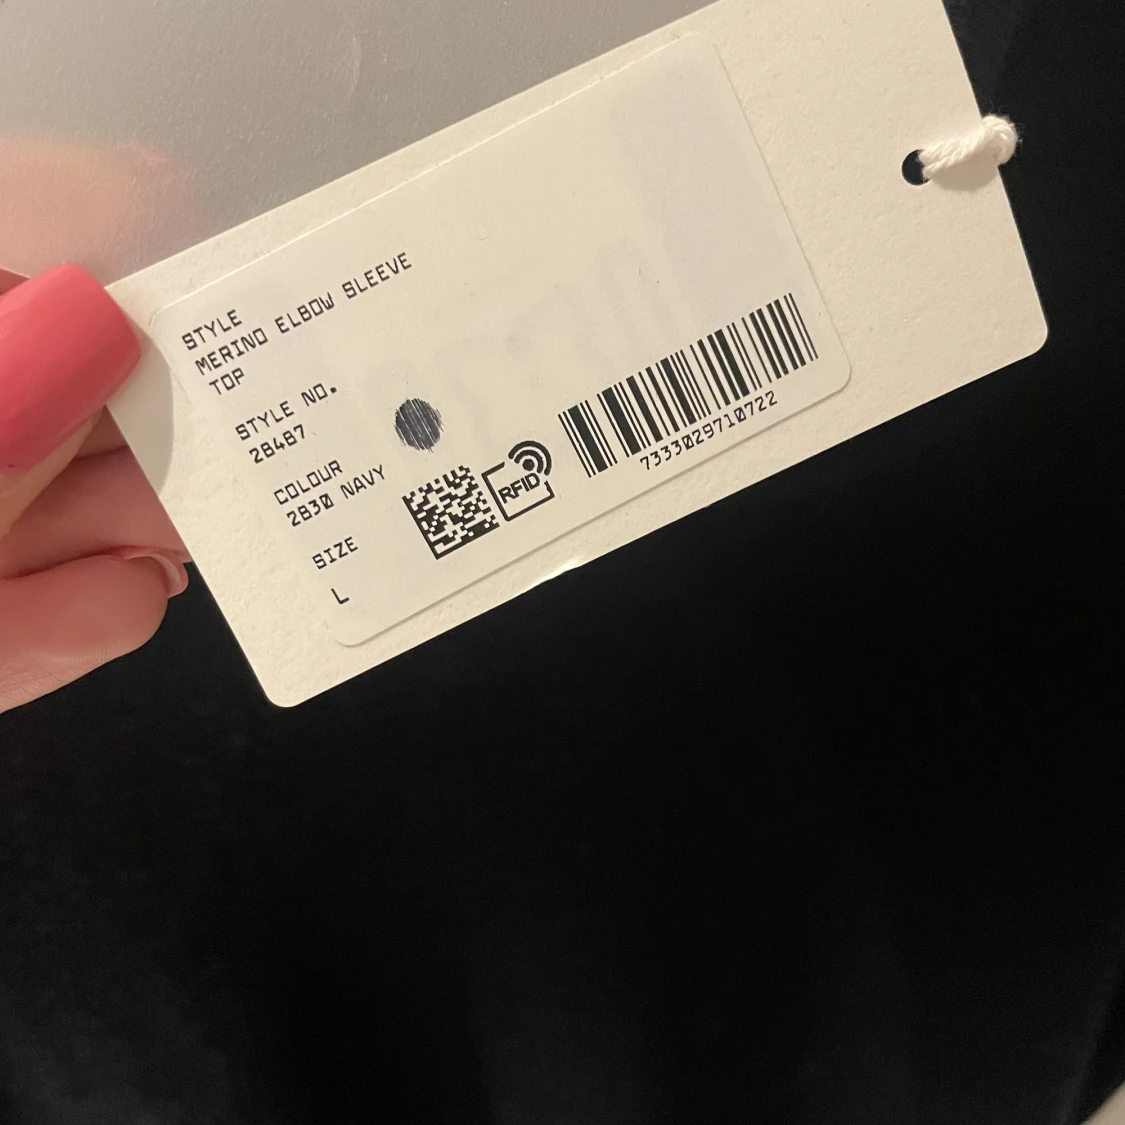 STYLE
MERINO ELBOW SLEEVE
TOP
STYLE NO.
28487
COLOUR
2830 NAVY
SIZE
L
RFID
7333029710722